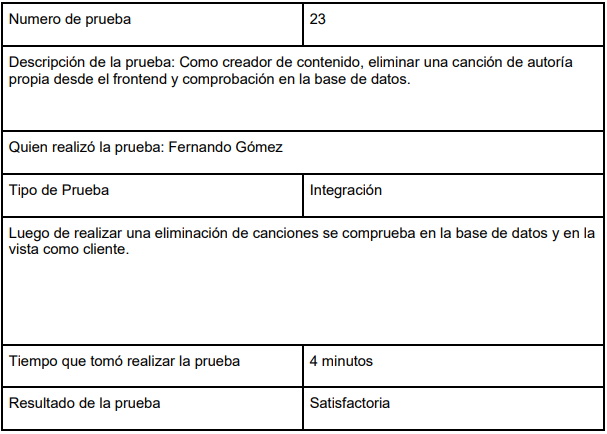 Numero de prueba 23
Descripción de la prueba: Como creador de contenido, eliminar una canción de autoría
propia desde el frontend y comprobación en la base de datos.
Quien realizó la prueba: Fernando Gómez
Tipo de Prueba Integración
Luego de realizar una eliminación de canciones se comprueba en la base de datos y en la
vista como cliente.
Tiempo que tomó realizar la prueba 4 minutos
Resultado de la prueba Satisfactoria